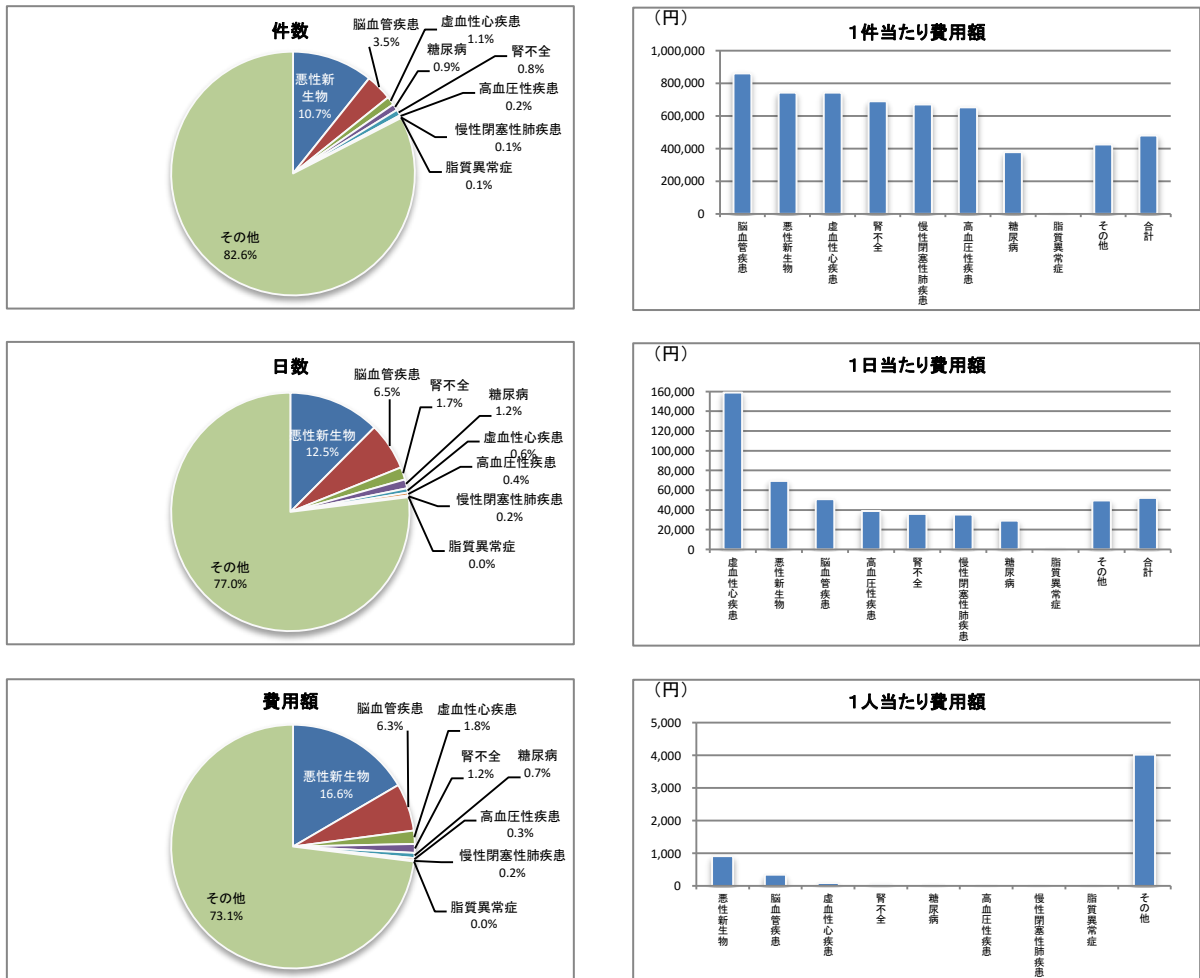 件数
悪性新
生物
10.7%
脳血管疾患
3.5%
虚血性心疾患
1.1%
糖尿病
0.9%
腎不全
0.8%
高血圧性疾患
0.2%
慢性閉塞性肺疾患
0.1%
脂質異常症
0.1%
その他
82.6%
(円)
1件当たり費用額
1,000,000
800,000
600,000
400,000
200,000
0
脳血管疾患
悪性新生物
虚血性心疾患
腎不全
慢性閉塞性肺疾患
高血圧性疾患
糖尿病
脂質異常症
その他
合計
日数
悪性新生物
12.5%
脳血管疾患
6.5%
腎不全
1.7%
糖尿病
1.2%
虚血性心疾患
0.6%
高血圧性疾患
0.4%
慢性閉塞性肺疾患
0.2%
脂質異常症
0.0%
その他
77.0%
(円)
1日当たり費用額
160,000
140,000
120,000
100,000
80,000
60,000
40,000
20,000
0
虚血性心疾患
悪性新生物
脳血管疾患
高血圧性疾患
腎不全
慢性閉塞性肺疾患
糖尿病
脂質異常症
その他
合計
費用額
悪性新生物
16.6%
脳血管疾患
6.3%
虚血性心疾患
1.8%
腎不全
1.2%
糖尿病
0.7%
高血圧性疾患
0.3%
慢性閉塞性肺疾患
0.2%
脂質異常症
0.0%
その他
73.1%
(円)
1人当たり費用額
5,000
4,000
3,000
2,000
1,000
0
悪性新生物
脳血管疾患
虚血性心疾患
腎不全
糖尿病
高血圧性疾患
慢性閉塞性肺疾患
脂質異常症
その他